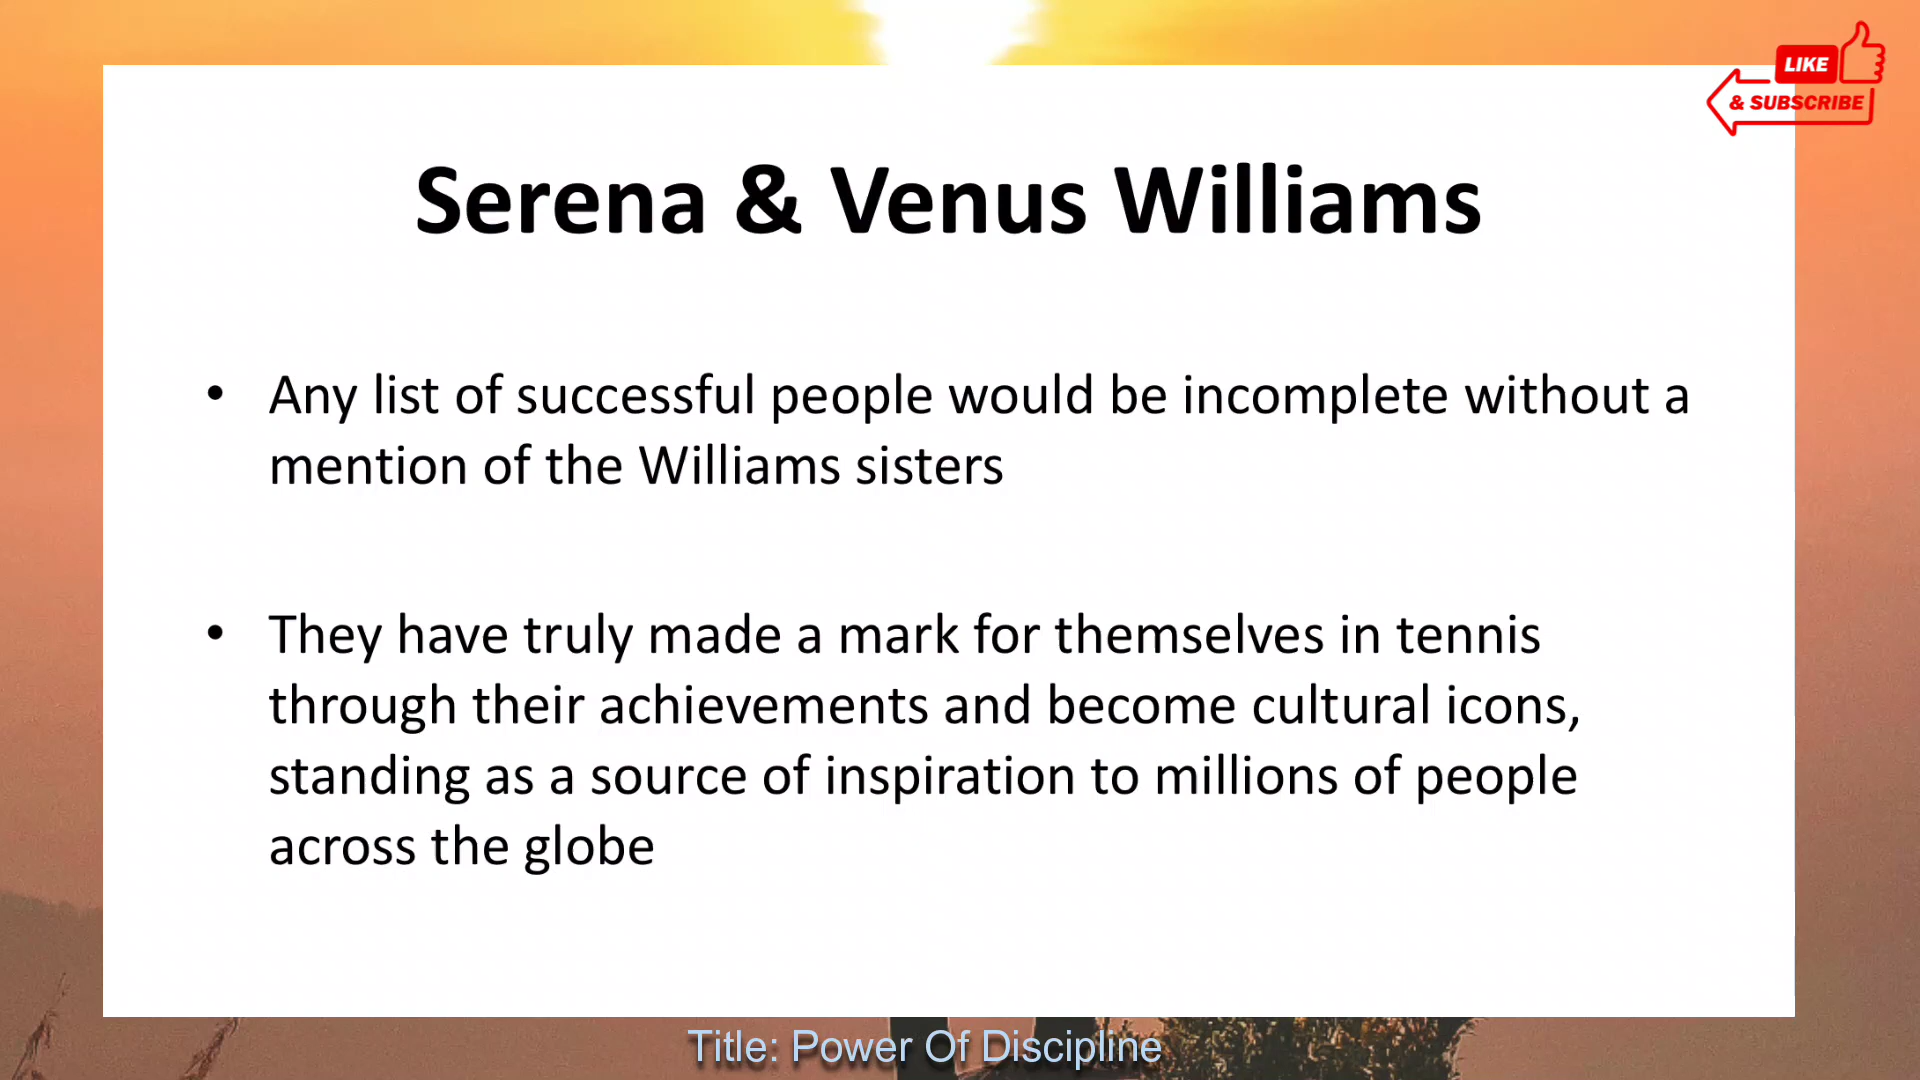 LIKE
& SUBSCRIBE
Serena & Venus Williams
• Any list of successful people would be incomplete without a
mention of the Williams sisters
• They have truly made a mark for themselves in tennis
through their achievements and become cultural icons,
standing as a source of inspiration to millions of people
across the globe
Title: Power Of Discipline